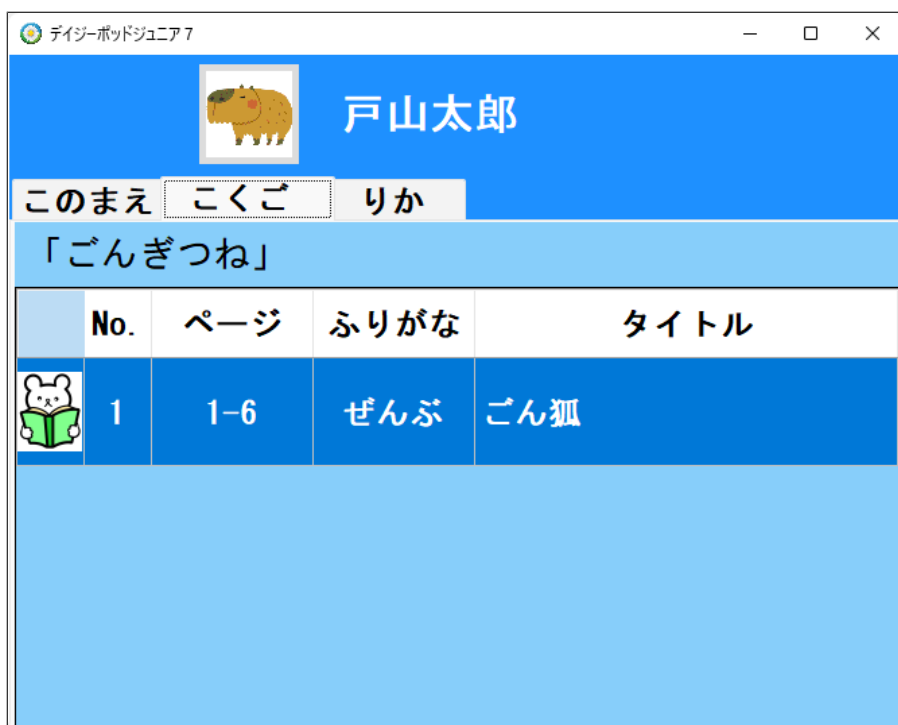 デイジーポッドジュニア7
戸山太郎
このまえ こくご りか
「ごんぎつね」
No. ページ ふりがな タイトル
1 1-6 ぜんぶ ごん狐